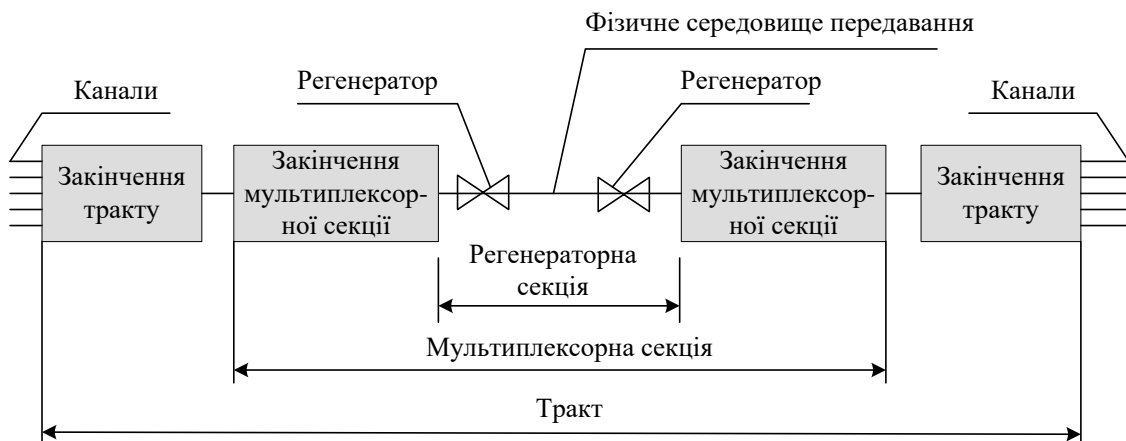 Фізичне середовище передавання
Канали
Регенератор
Регенератор
Канали
Закінчення
тракту
Закінчення
мультиплексор-
ної секції
Закінчення
мультиплексор-
ної секції
Закінчення
тракту
Регенераторна
секція
Мультиплексорна секція
Тракт